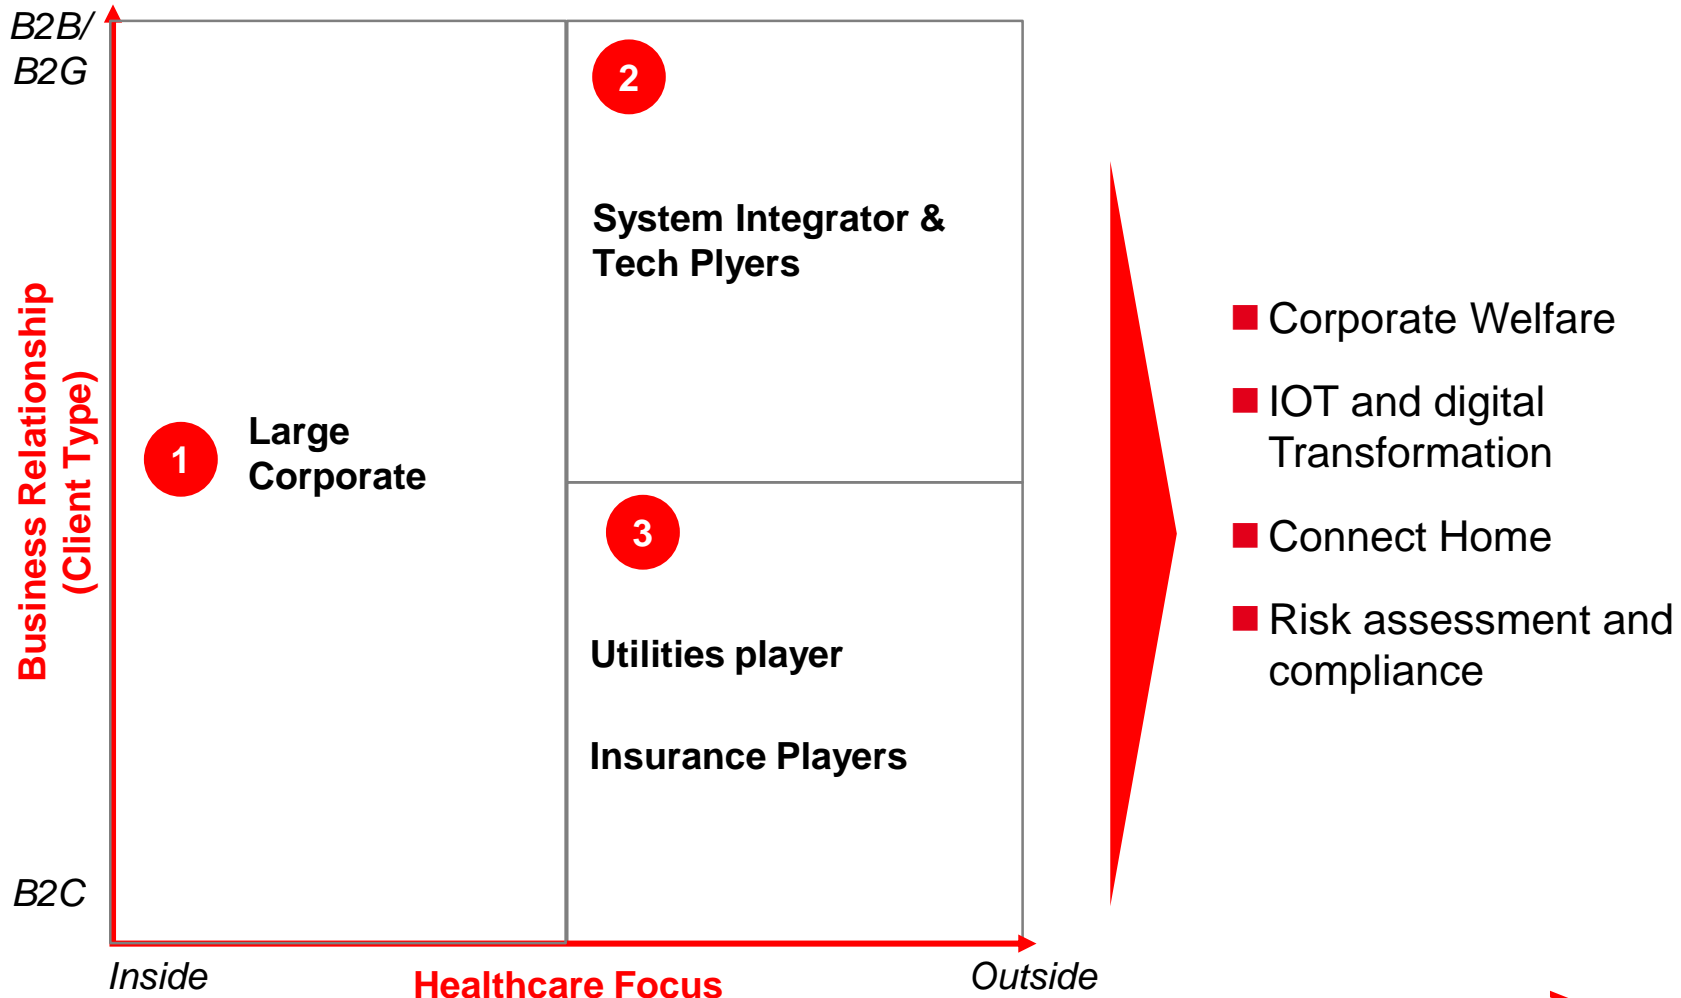 B2B/
B2G
2
System Integrator &
Tech Plyers
Business Relationship
(Client Type)
1
Large
Corporate
3
Utilities player
Insurance Players
B2C
Inside
Healthcare Focus
Outside
Corporate Welfare
IOT and digital
Transformation
Connect Home
Risk assessment and
compliance